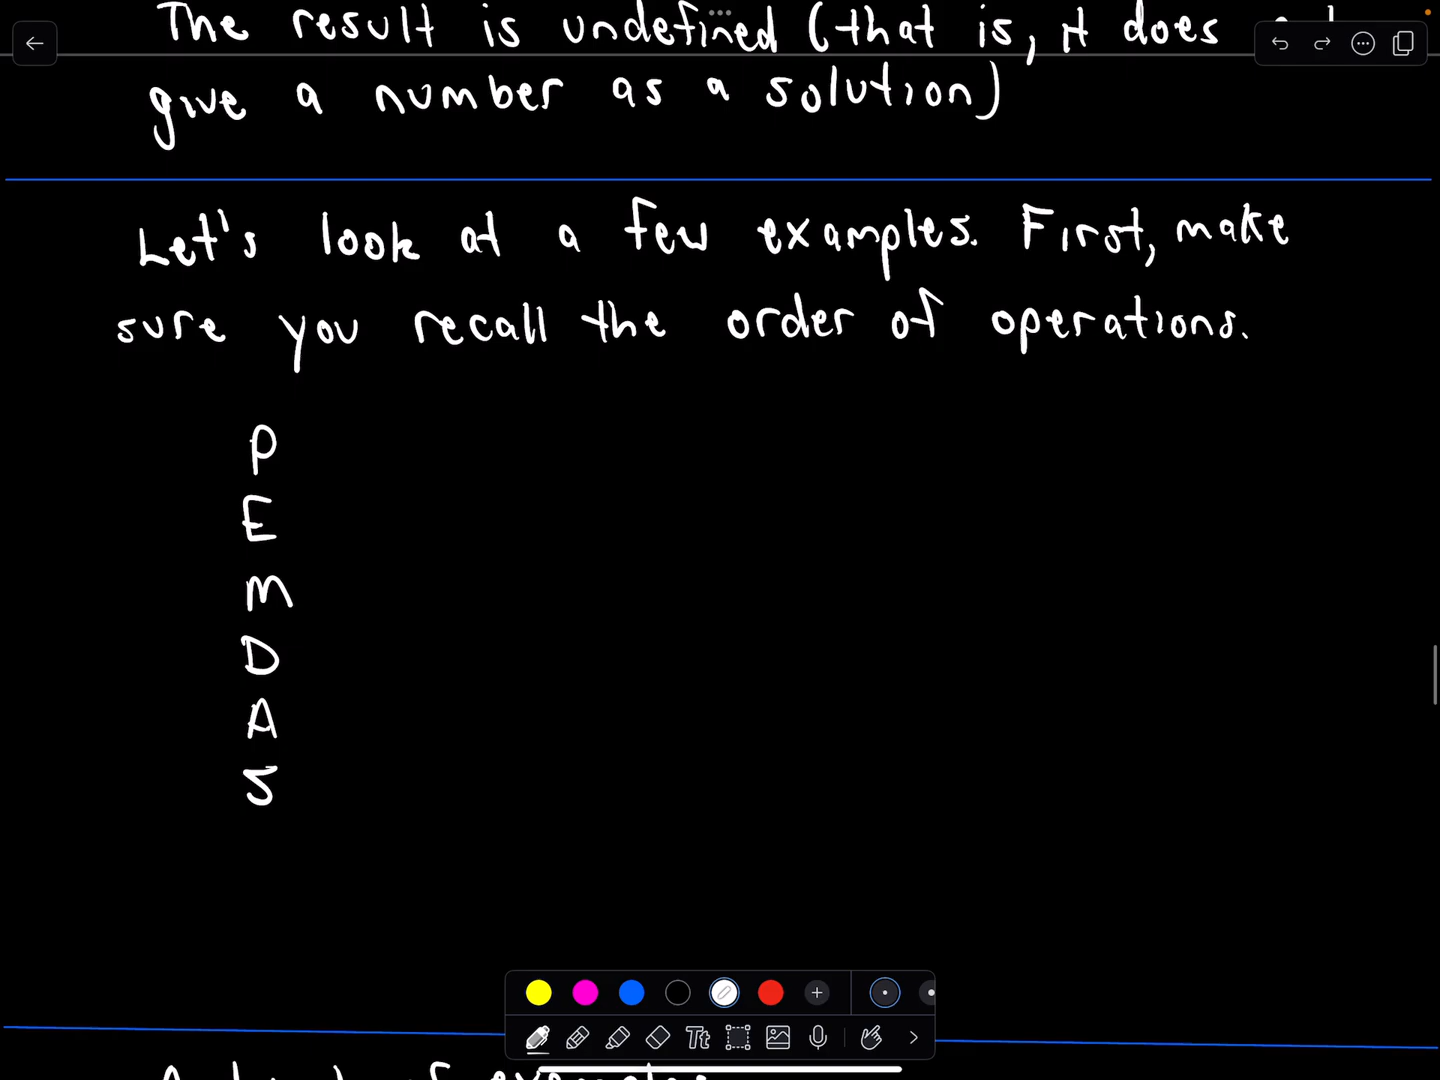 The result is undefined (that is, it does
give a number as a solution)
Let's look at a few examples. First, make
sure you recall the order of operations.
P
E
M
D
A
S
Tt